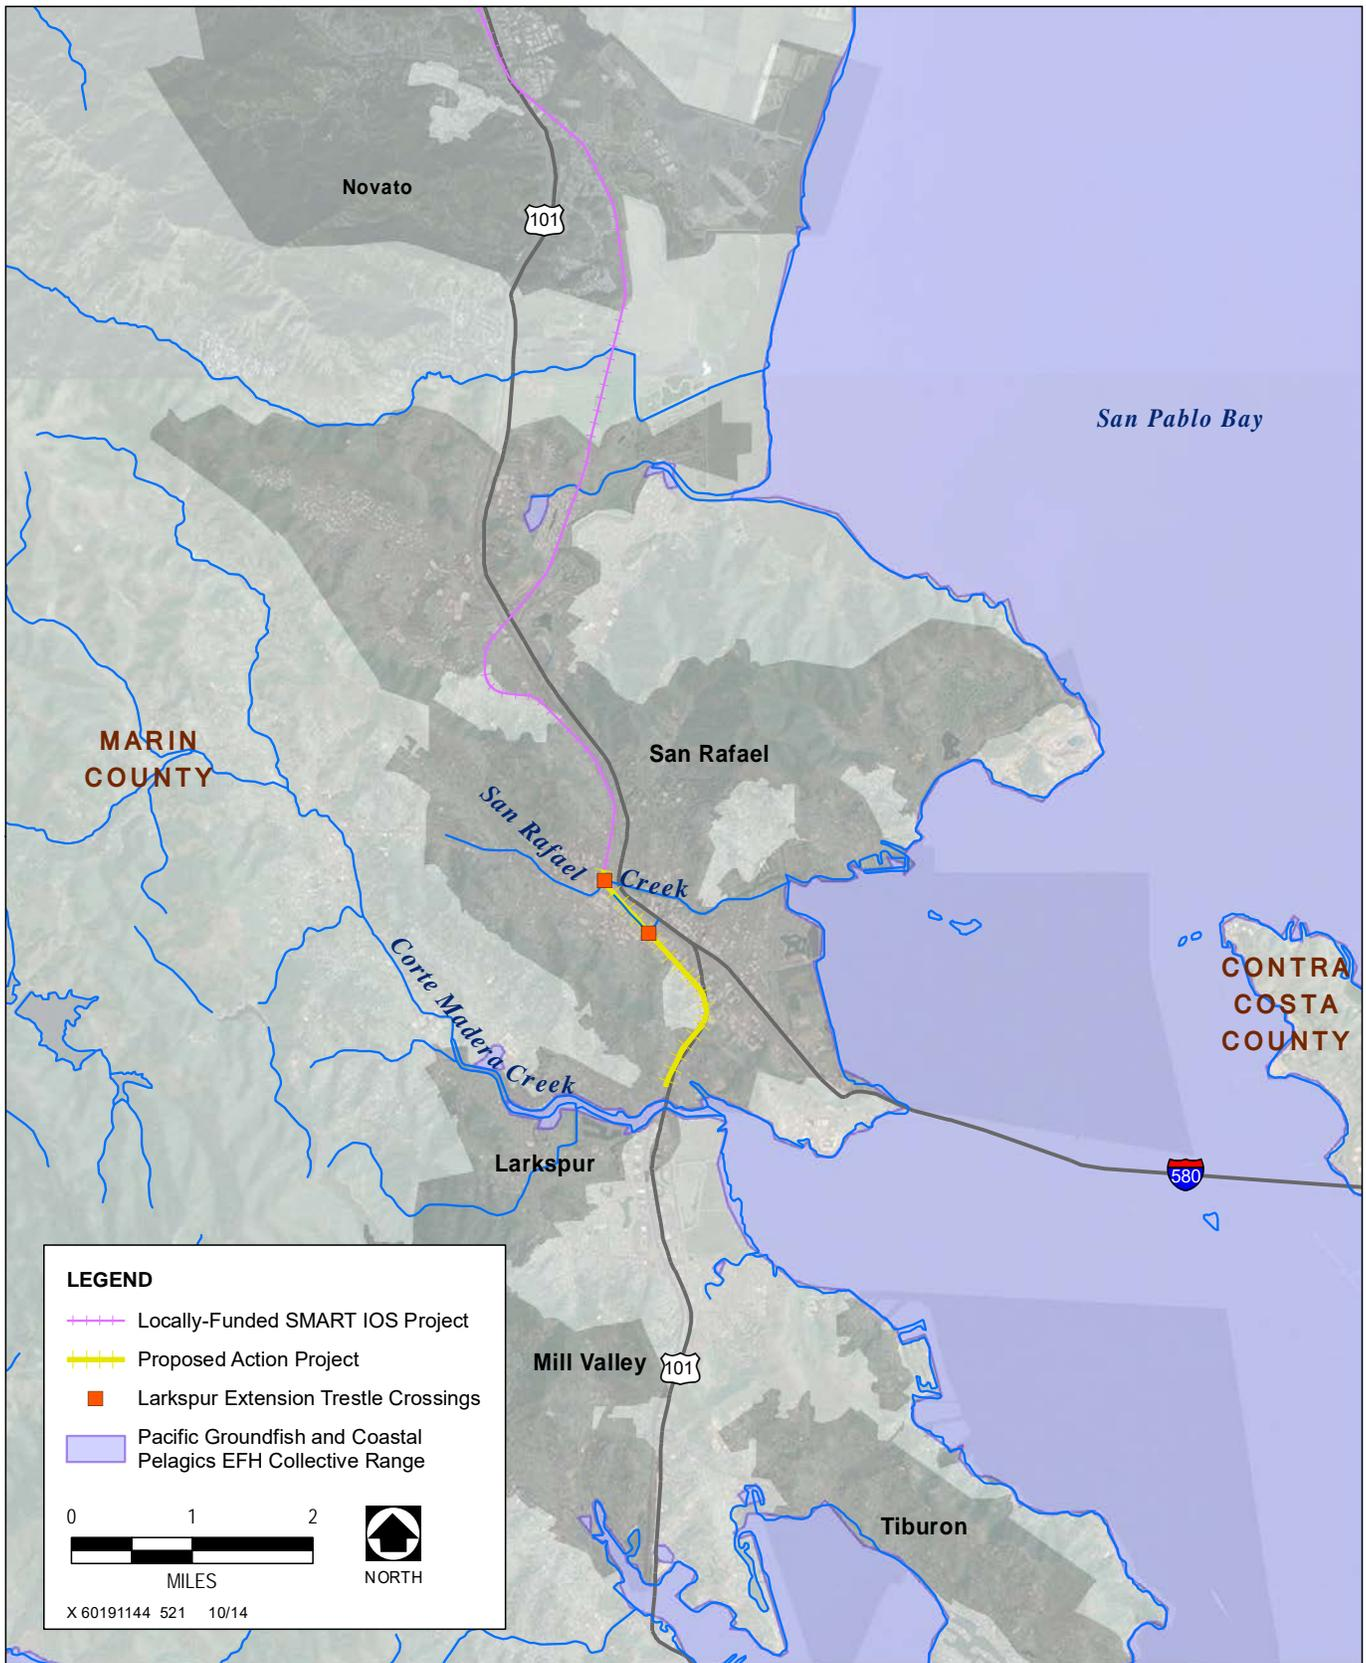 Novato
101
San Pablo Bay
MARIN
COUNTY
San Rafael
San Rafael Creek
Corte Madera Creek
CONTRA
COSTA
COUNTY
Larkspur
580
Mill Valley
101
Tiburon
LEGEND
Locally-Funded SMART IOS Project
Proposed Action Project
Larkspur Extension Trestle Crossings
Pacific Groundfish and Coastal
Pelagics EFH Collective Range
0 1 2
MILES
NORTH
X 60191144 521 10/14